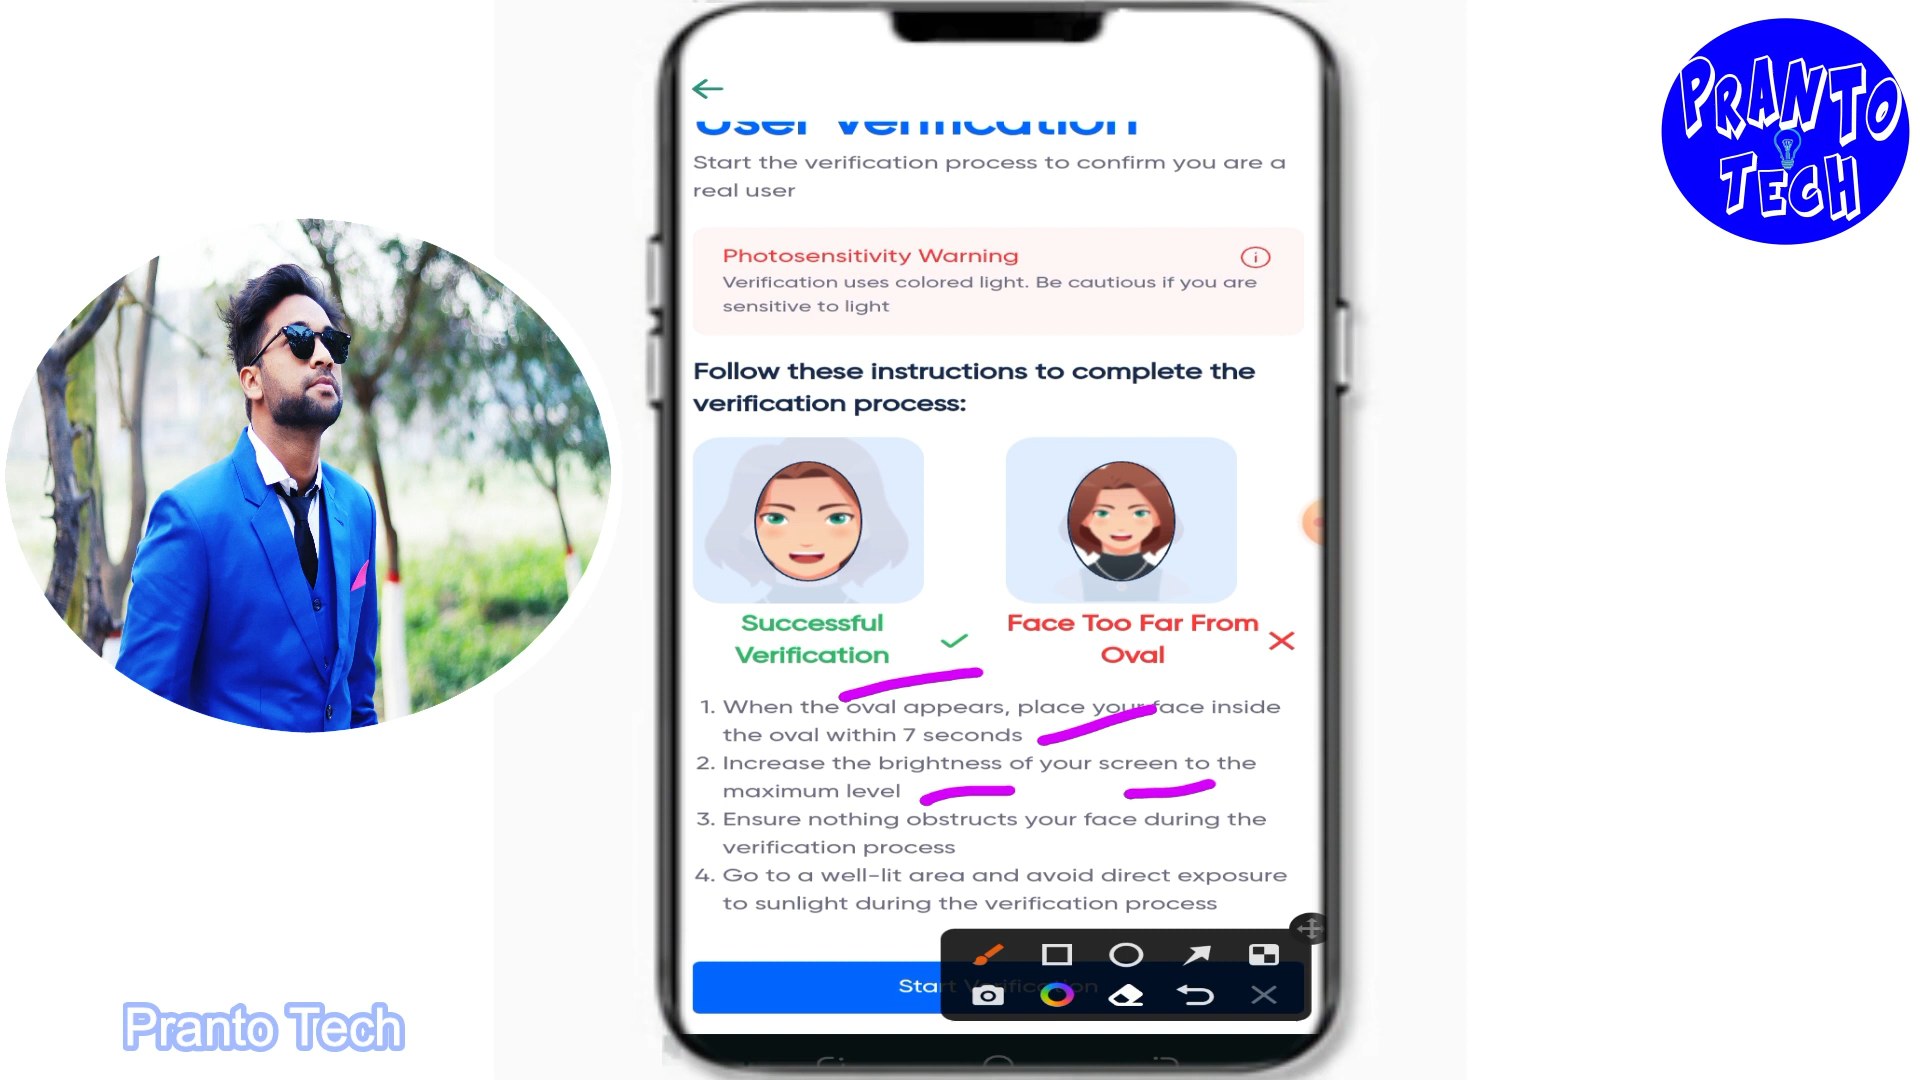 PRANTO
TECH
User Verification
Start the verification process to confirm you are a
real user
Photosensitivity Warning
Verification uses colored light. Be cautious if you are
sensitive to light
Follow these instructions to complete the
verification process:
Successful
Verification
Face Too Far From
Oval
1. When the oval appears, place your face inside
the oval within 7 seconds
2. Increase the brightness of your screen to the
maximum level
3. Ensure nothing obstructs your face during the
verification process
4. Go to a well-lit area and avoid direct exposure
to sunlight during the verification process
Start Verification
Pranto Tech